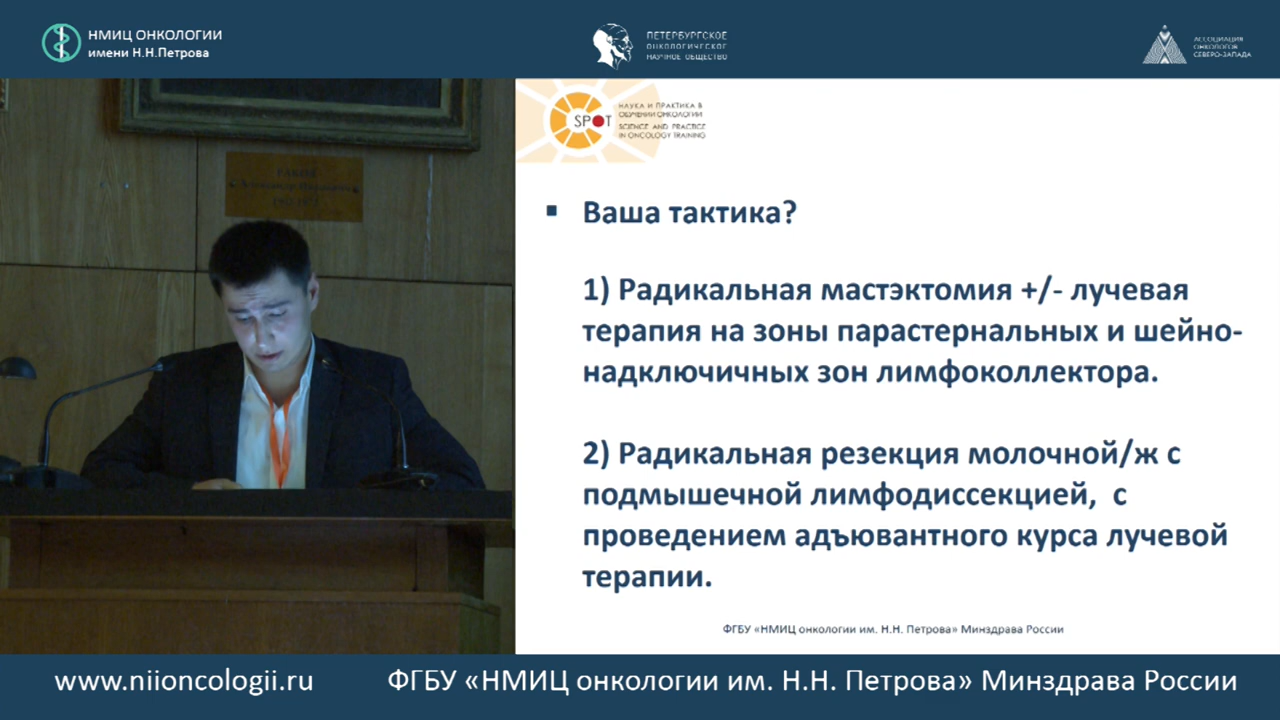 НМИЦ ОНКОЛОГИИ
имени Н.Н.Петрова
ПЕТЕРБУРГСКОЕ
ОНКОЛОГИЧЕСКОЕ
НАУЧНОЕ ОБЩЕСТВО
АССОЦИАЦИЯ
ОНКОЛОГОВ
СЕВЕРО-ЗАПАДА
SPOT
НАУКА И ПРАКТИКА В
ОБУЧЕНИИ ОНКОЛОГИИ
SCIENCE AND PRACTICE
IN ONCOLOGY TRAINING
▪ Ваша тактика?
1) Радикальная мастэктомия +/- лучевая
терапия на зоны парастернальных и шейно-
надключичных зон лимфоколлектора.
2) Радикальная резекция молочной/ж с
подмышечной лимфодиссекцией, с
проведением адъювантного курса лучевой
терапии.
ФГБУ «НМИЦ онкологии им. Н.Н. Петрова» Минздрава России
www.niioncologii.ru
ФГБУ «НМИЦ онкологии им. Н.Н. Петрова» Минздрава России